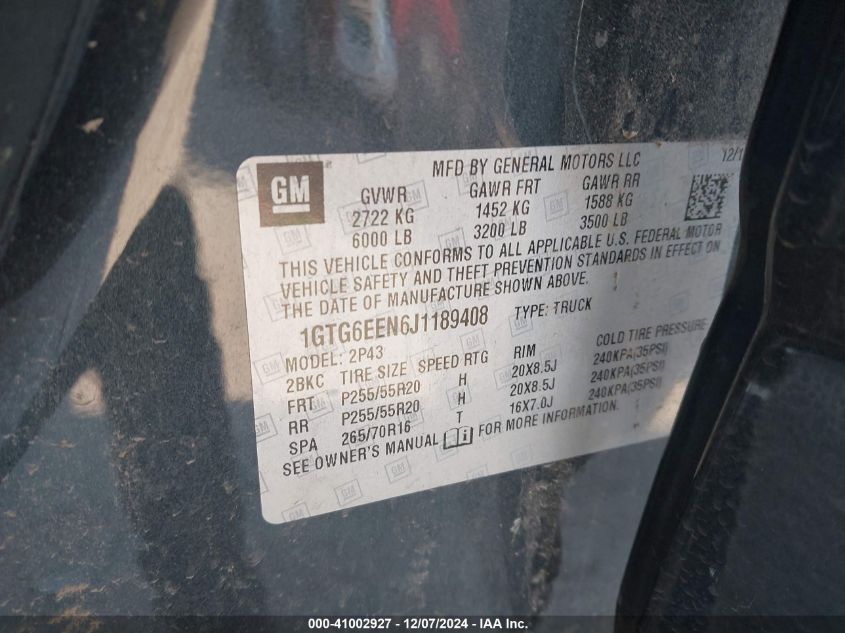 GM
MFD BY GENERAL MOTORS LLC 12/1
GVWR GAWR FRT GAWR RR
2722 KG 1452 KG 1588 KG
6000 LB 3200 LB 3500 LB
THIS VEHICLE CONFORMS TO ALL APPLICABLE U.S. FEDERAL MOTOR
VEHICLE SAFETY AND THEFT PREVENTION STANDARDS IN EFFECT ON
THE DATE OF MANUFACTURE SHOWN ABOVE.
1GTG6EEN6J1189408 TYPE: TRUCK
MODEL: 2P43
2BKC TIRE SIZE SPEED RTG RIM COLD TIRE PRESSURE
FRT P255/55R20 H 20X8.5J 240KPA(35PSI)
RR P255/55R20 H 20X8.5J 240KPA(35PSI)
SPA 265/70R16 T 16X7.0J 240KPA(35PSI)
SEE OWNER'S MANUAL FOR MORE INFORMATION.
000-41002927 - 12/07/2024 - IAA Inc.